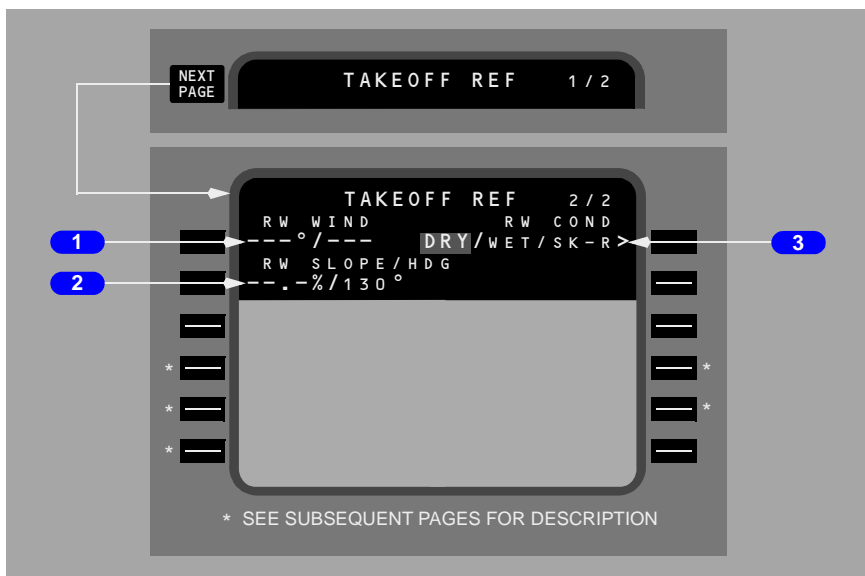 NEXT
PAGE
TAKEOFF REF 1/2
TAKEOFF REF 2/2
RW WIND RW COND
---°/--- DRY/WET/SK-R>
1
3
RW SLOPE/HDG
--.-%/130°
2
*
*
*
*
*
* SEE SUBSEQUENT PAGES FOR DESCRIPTION